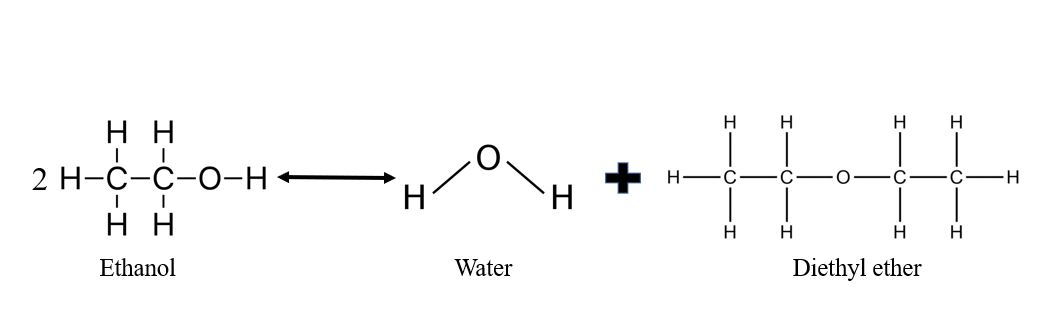 H H H H H H
2 H-C-C-O-H O H C C O C C H
H H
H H H H H H
Ethanol Water Diethyl ether